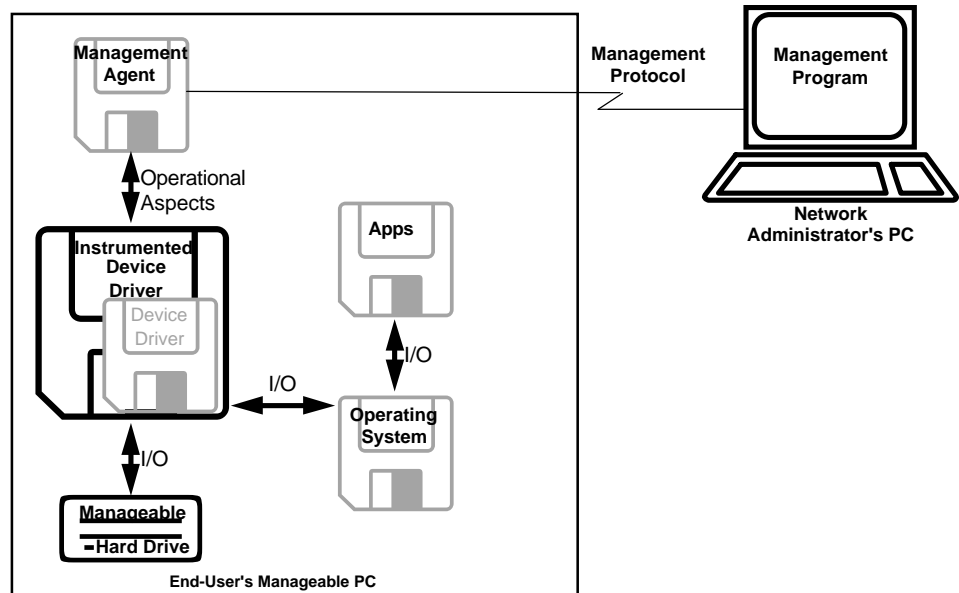 Management
Agent
Management
Protocol
Management
Program
Operational
Aspects
Network
Administrator's PC
Instrumented
Device
Driver
Device
Driver
Apps
I/O
I/O
Operating
System
I/O
Manageable
Hard Drive
End-User's Manageable PC